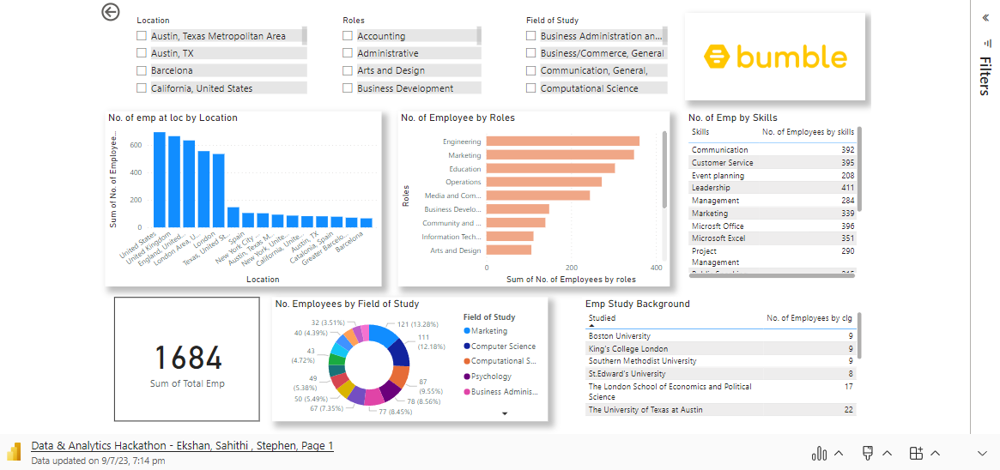 Location
Austin, Texas Metropolitan Area
Austin, TX
Barcelona
California, United States
Roles
Accounting
Administrative
Arts and Design
Business Development
Field of Study
Business Administration an...
Business/Commerce, General
Communication, General,
Computational Science
bumble
Filters
No. of emp at loc by Location
Sum of No. of Employee...
600
400
200
0
United States
United Kingdom
England, United...
London Area, U...
London
Texas, United St...
Spain
New York City ...
Austin, Texas M...
New York, Unite...
California, Unite...
Austin, TX
Catalonia, Spain
Greater Barcelo...
Barcelona
Location
No. of Employee by Roles
Roles
Engineering
Marketing
Education
Operations
Media and Com...
Business Develo...
Community and ...
Information Tech...
Arts and Design
0
200
400
Sum of No. of Employees by roles
No. of Emp by Skills
Skills No. of Employees by skills
Communication 392
Customer Service 395
Event planning 208
Leadership 411
Management 284
Marketing 339
Microsft Office 396
Microsoft Excel 351
Project 290
Management
1684
Sum of Total Emp
No. Employees by Field of Study
121 (13.28%)
111
(12.18%)
87
(9.55%)
78 (8.56%)
77 (8.45%)
67 (7.35%)
50 (5.49%)
49
(5.38%)
43
(4.72%)
40 (4.39%)
32 (3.51%)
Field of Study
Marketing
Computer Science
Computational S...
Psychology
Business Adminis...
Emp Study Background
Studied No. of Employees by clg
Boston University 9
King's College London 9
Southern Methodist University 9
St.Edward's University 8
The London School of Economics and Political 17
Science
The University of Texas at Austin 22
Data & Analytics Hackathon - Ekshan, Sahithi , Stephen, Page 1
Data updated on 9/7/23, 7:14 pm